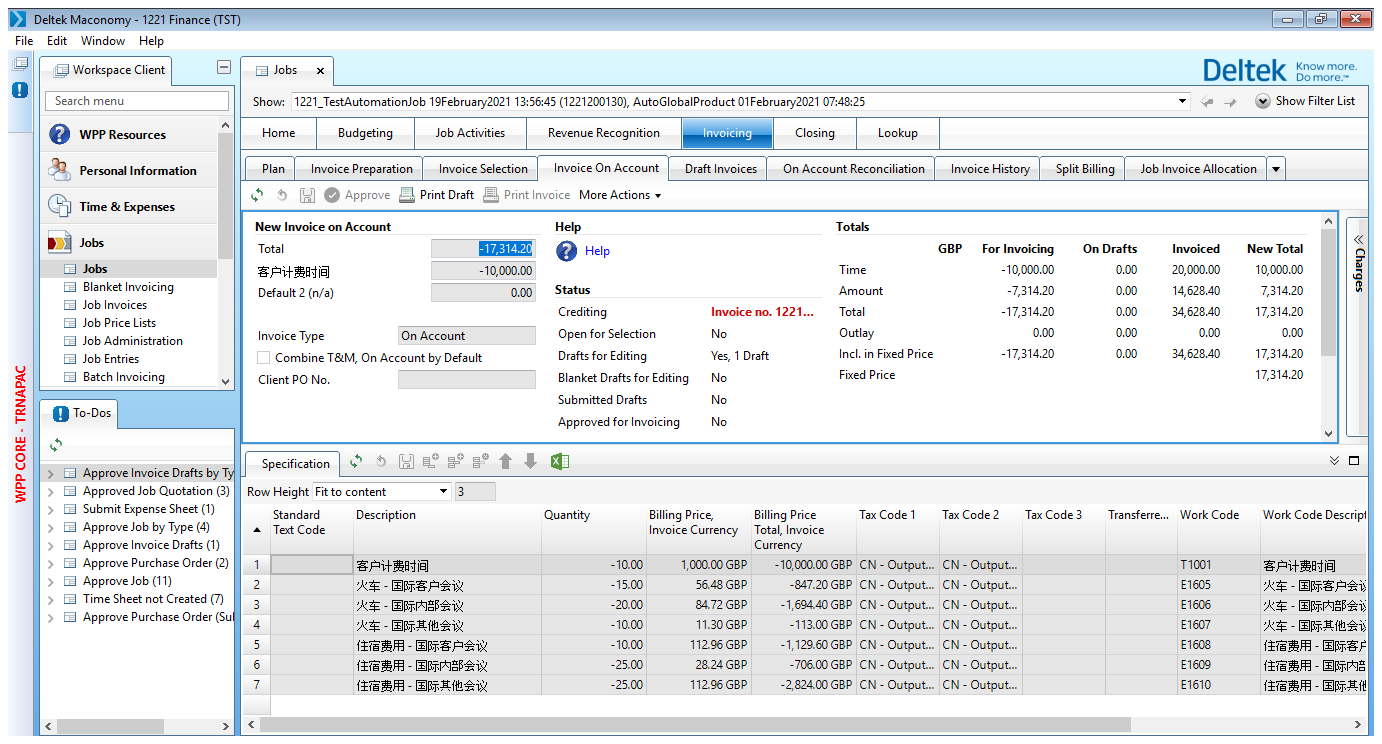 Deltek Maconomy - 1221 Finance (TST)
File Edit Window Help
Workspace Client
Search menu
WPP Resources
Personal Information
Time & Expenses
Jobs
Jobs
Blanket Invoicing
Job Invoices
Job Price Lists
Job Administration
Job Entries
Batch Invoicing
WPP CORE - TRNAPAC
To-Dos
Approve Invoice Drafts by Ty
Approved Job Quotation (3)
Submit Expense Sheet (1)
Approve Job by Type (4)
Approve Invoice Drafts (1)
Approve Purchase Order (2)
Approve Job (11)
Time Sheet not Created (7)
Approve Purchase Order (Sul
Jobs
Deltek Know more. Do more.™
Show: 1221_TestAutomationJob 19February2021 13:56:45 (1221200130), AutoGlobalProduct 01February2021 07:48:25
Show Filter List
Home Budgeting Job Activities Revenue Recognition Invoicing Closing Lookup
Plan Invoice Preparation Invoice Selection Invoice On Account Draft Invoices On Account Reconciliation Invoice History Split Billing Job Invoice Allocation
Approve Print Draft Print Invoice More Actions
New Invoice on Account
Total -17,314.20
客户计费时间 -10,000.00
Default 2 (n/a) 0.00
Invoice Type On Account
Combine T&M, On Account by Default
Client PO No.
Help
Help
Status
Crediting Invoice no. 1221...
Open for Selection No
Drafts for Editing Yes, 1 Draft
Blanket Drafts for Editing No
Submitted Drafts No
Approved for Invoicing No
Totals
GBP For Invoicing On Drafts Invoiced New Total
Time -10,000.00 0.00 20,000.00 10,000.00
Amount -7,314.20 0.00 14,628.40 7,314.20
Total -17,314.20 0.00 34,628.40 17,314.20
Outlay 0.00 0.00 0.00 0.00
Incl. in Fixed Price -17,314.20 0.00 34,628.40 17,314.20
Fixed Price 17,314.20
Charges
Specification
Row Height Fit to content 3
Standard Text Code Description Quantity Billing Price, Invoice Currency Billing Price Total, Invoice Currency Tax Code 1 Tax Code 2 Tax Code 3 Transferre... Work Code Work Code Descript
1 客户计费时间 -10.00 1,000.00 GBP -10,000.00 GBP CN - Output... CN - Output... T1001 客户计费时间
2 火车 - 国际客户会议 -15.00 56.48 GBP -847.20 GBP CN - Output... CN - Output... E1605 火车 - 国际客户会议
3 火车 - 国际内部会议 -20.00 84.72 GBP -1,694.40 GBP CN - Output... CN - Output... E1606 火车 - 国际内部会议
4 火车 - 国际其他会议 -10.00 11.30 GBP -113.00 GBP CN - Output... CN - Output... E1607 火车 - 国际其他会议
5 住宿费用 - 国际客户会议 -10.00 112.96 GBP -1,129.60 GBP CN - Output... CN - Output... E1608 住宿费用 - 国际客户
6 住宿费用 - 国际内部会议 -25.00 28.24 GBP -706.00 GBP CN - Output... CN - Output... E1609 住宿费用 - 国际内部
7 住宿费用 - 国际其他会议 -25.00 112.96 GBP -2,824.00 GBP CN - Output... CN - Output... E1610 住宿费用 - 国际其他